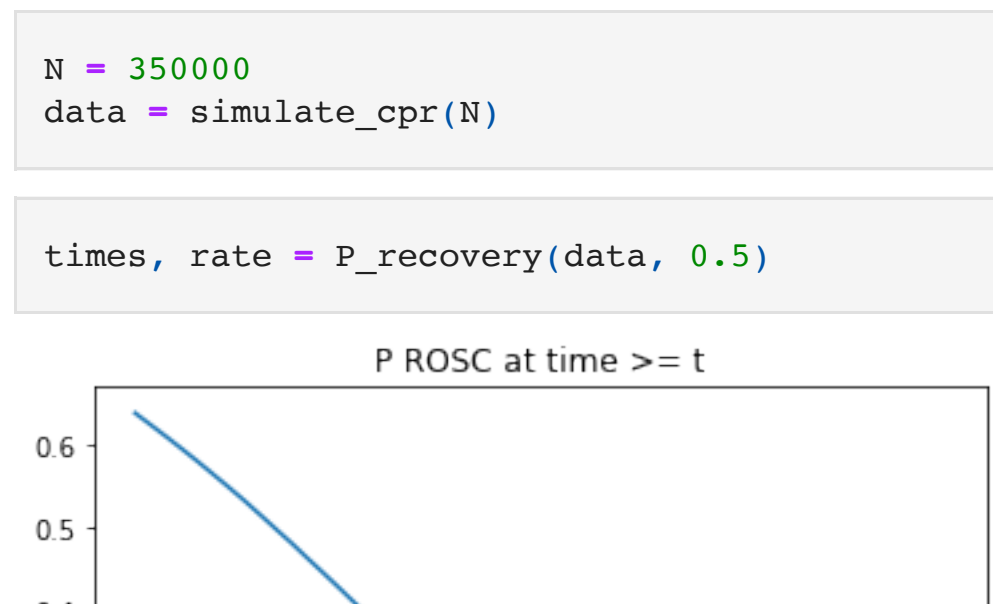 N = 350000
data = simulate_cpr(N)
times, rate = P_recovery(data, 0.5)
P ROSC at time >= t
0.6
0.5